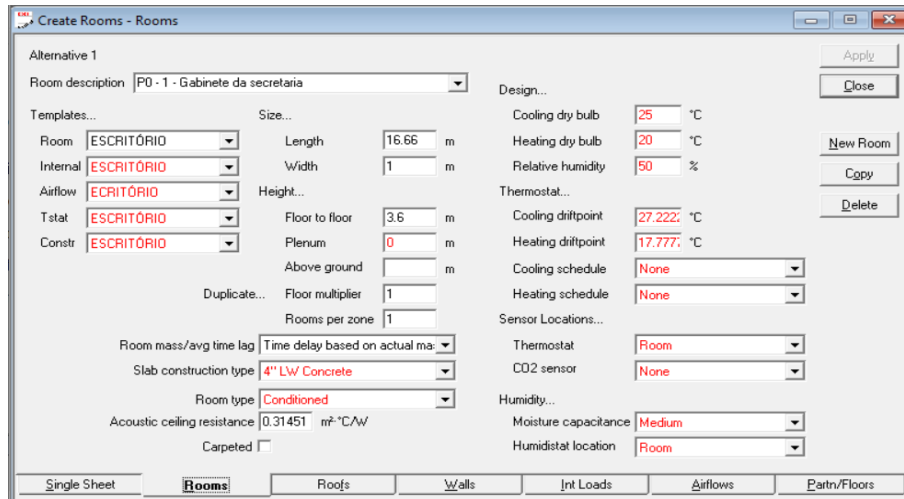 Create Rooms - Rooms
Alternative 1
Room description P0 - 1 - Gabinete da secretaria
Templates...
Room ESCRITÓRIO
Internal ESCRITÓRIO
Airflow ECRITÓRIO
Tstat ESCRITÓRIO
Constr ESCRITÓRIO
Size...
Length 16.66 m
Width 1 m
Height...
Floor to floor 3.6 m
Plenum 0 m
Above ground m
Duplicate... Floor multiplier 1
Rooms per zone 1
Room mass/avg time lag Time delay based on actual ma
Slab construction type 4" LW Concrete
Room type Conditioned
Acoustic ceiling resistance 0.31451 m²·°C/W
Carpeted
Design...
Cooling dry bulb 25 °C
Heating dry bulb 20 °C
Relative humidity 50 %
Thermostat...
Cooling driftpoint 27.222 °C
Heating driftpoint 17.777 °C
Cooling schedule None
Heating schedule None
Sensor Locations...
Thermostat Room
CO2 sensor None
Humidity...
Moisture capacitance Medium
Humidistat location Room
Apply
Close
New Room
Copy
Delete
Single Sheet Rooms Roofs Walls Int Loads Airflows Partn/Floors